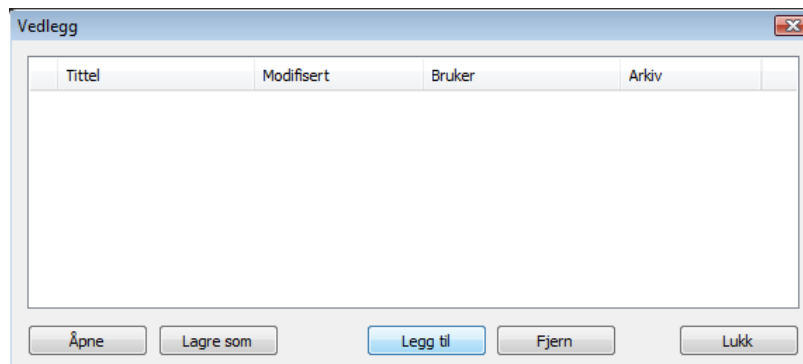 Vedlegg
Tittel Modifisert Bruker Arkiv
Åpne Lagre som Legg til Fjern Lukk